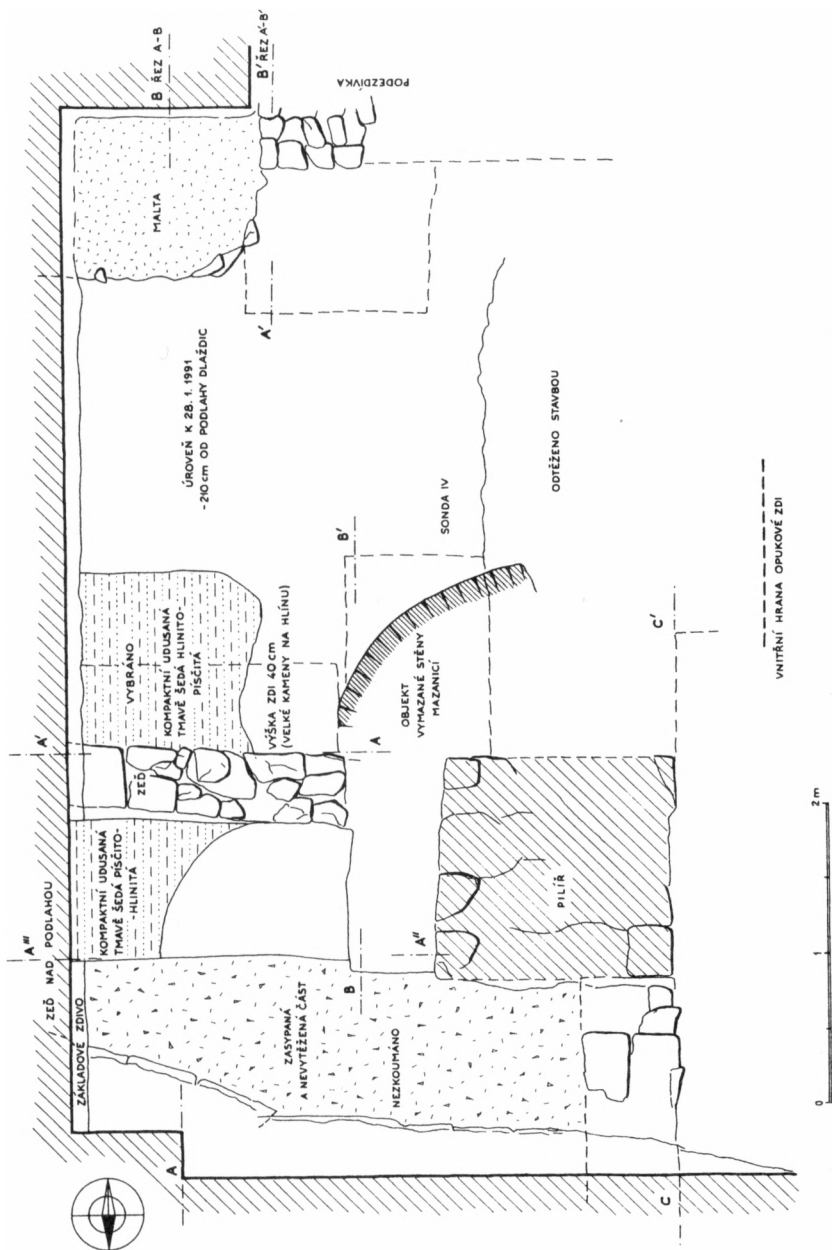 B ŘEZ A-B
B' ŘEZ A'-B'
PODEZDÍVKA
MALTA
A'
ÚROVEŇ K 28. 1. 1991
-210 cm OD PODLAHY DLAŽDIC
ODTĚŽENO STAVBOU
SONDA IV
B'
VNITŘNÍ HRANA OPUKOVÉ ZDI
VYBRÁNO
KOMPAKTNÍ UDUSANÁ
TMAVĚ ŠEDÁ HLINITO-
PÍSČITÁ
VÝŠKA ZDI 40 cm
(VELKÉ KAMENY NA HLÍNU)
OBJEKT
VYMAZANÉ STĚNY
MAZANICÍ
C'
A'
ZEĎ
A
KOMPAKTNÍ UDUSANÁ
TMAVĚ ŠEDÁ PÍSČITO-
-HLINITÁ
A'''
A''
PILÍŘ
ZEĎ NAD PODLAHOU
ZÁKLADOVÉ ZDIVO
B
ZASYPANÁ
A NEVYTĚŽENÁ ČÁST
NEZKOUMÁNO
A
C
0
1
2 m